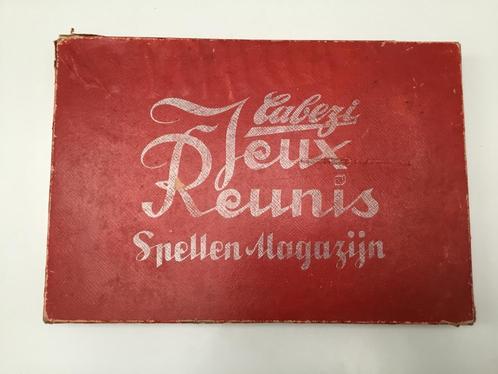 Cabezi
Jeux
Reunis
Spellen Magazijn